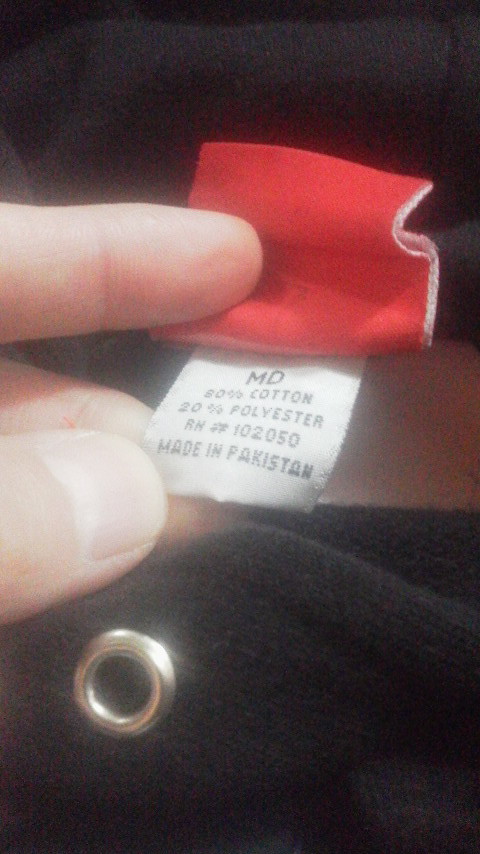 MD
80% COTTON
20% POLYESTER
RN # 102050
MADE IN PAKISTAN